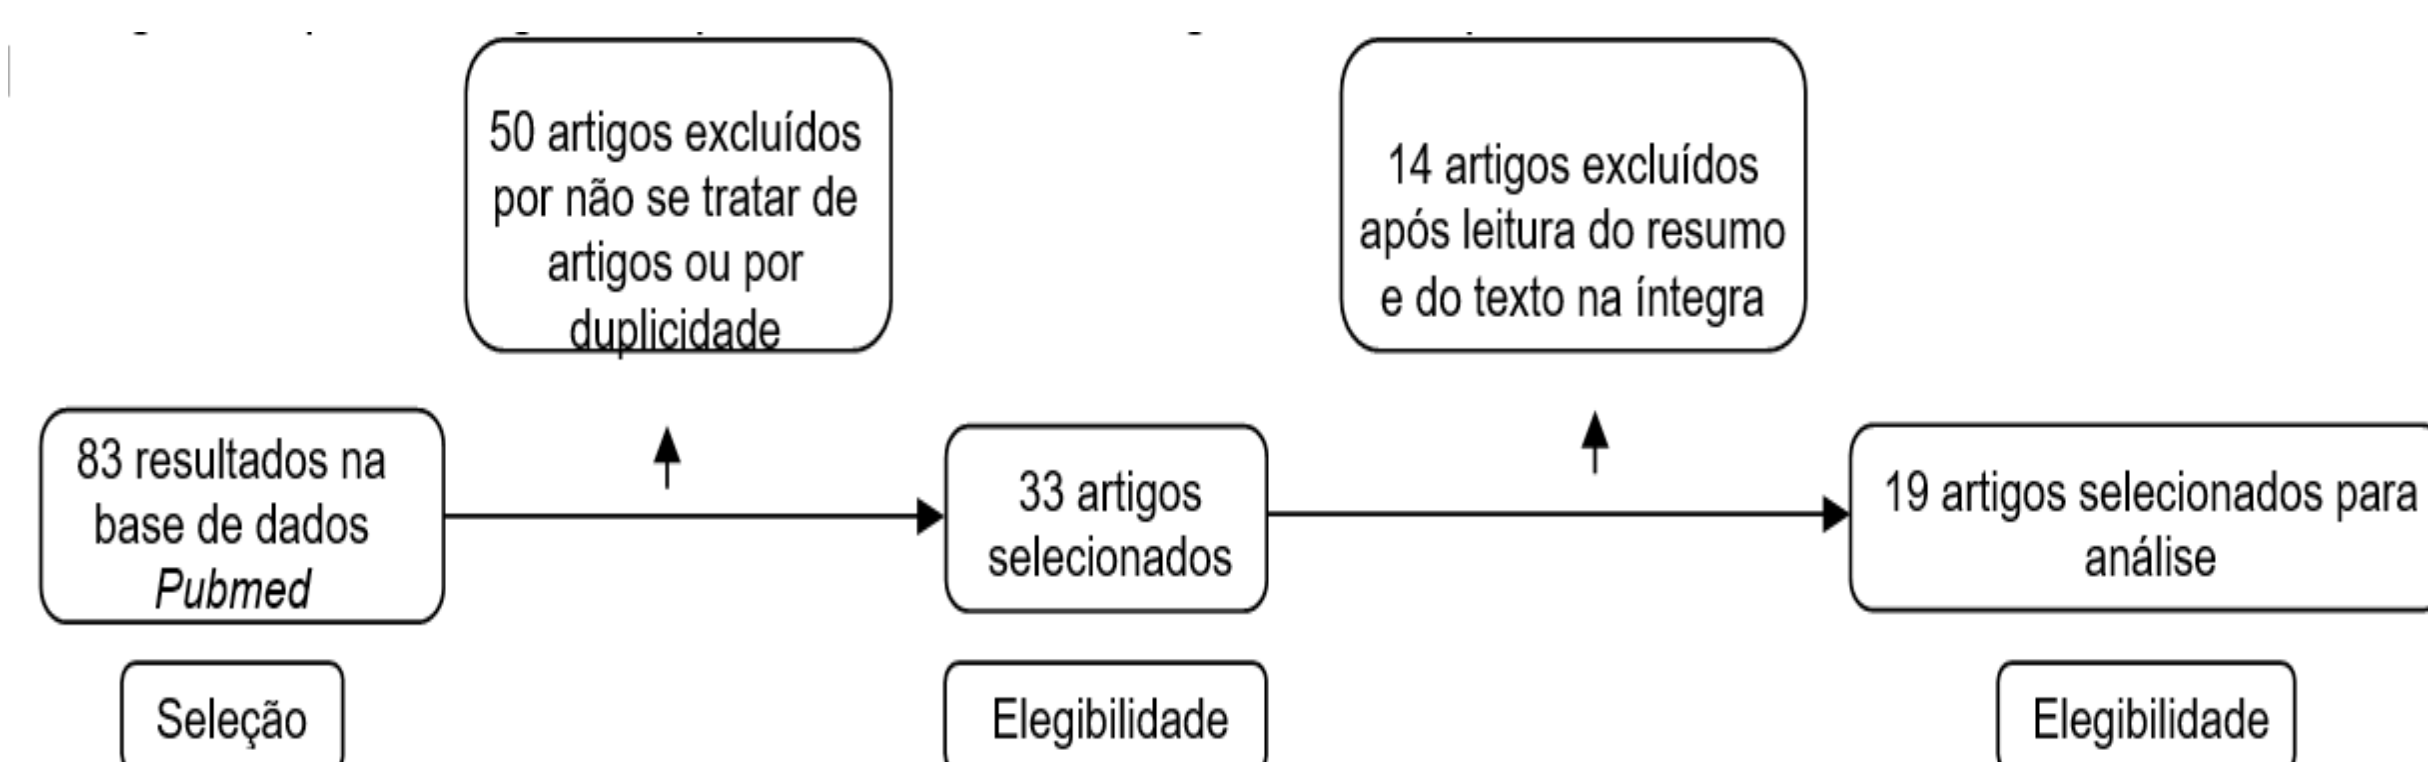 50 artigos excluídos
por não se tratar de
artigos ou por
duplicidade
14 artigos excluídos
após leitura do resumo
e do texto na íntegra
83 resultados na
base de dados
Pubmed
33 artigos
selecionados
19 artigos selecionados para
análise
Seleção
Elegibilidade
Elegibilidade